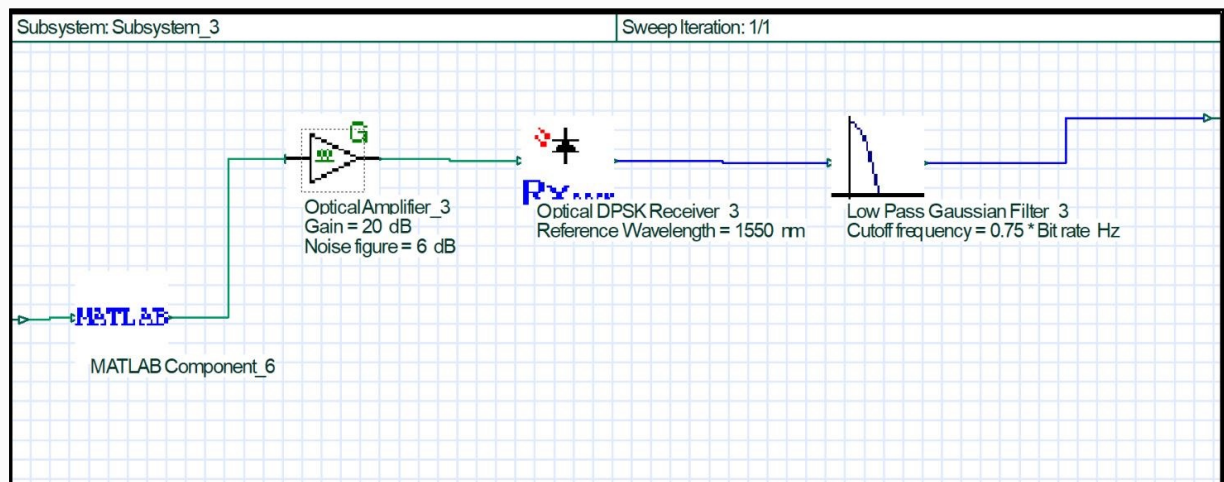 Subsystem: Subsystem_3
Sweep Iteration: 1/1
G
Optical Amplifier_3
Gain = 20 dB
Noise figure = 6 dB
Optical DPSK Receiver_3
Reference Wavelength = 1550 nm
Low Pass Gaussian Filter_3
Cutoff frequency = 0.75 * Bit rate Hz
MATLAB
MATLAB Component_6